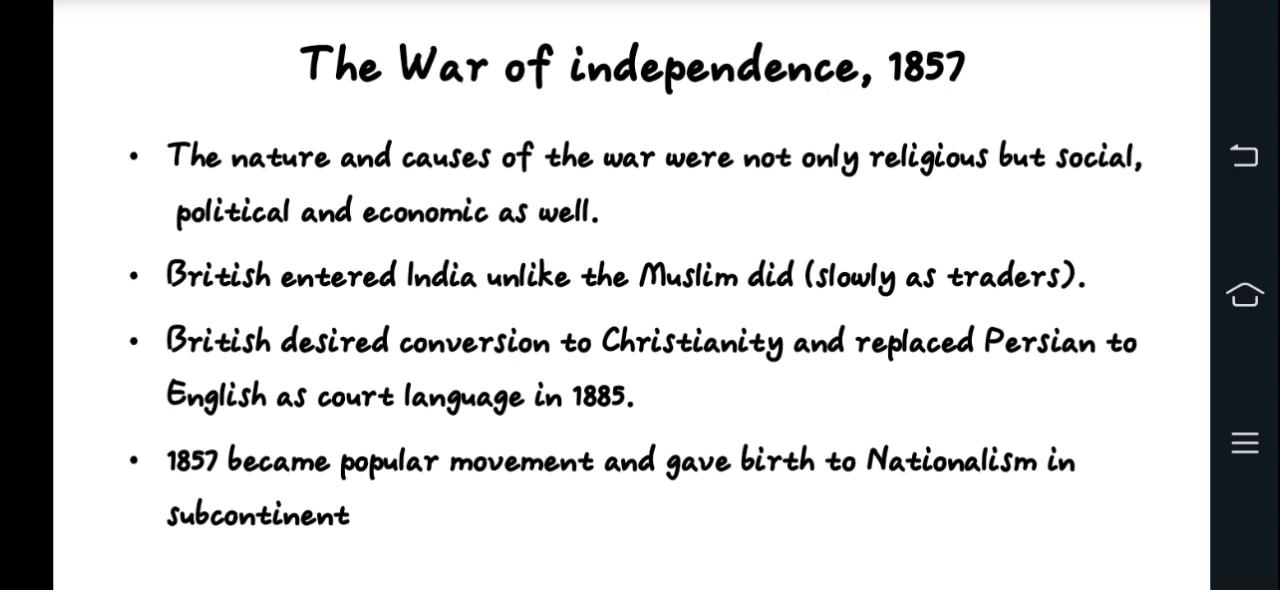 The War of independence, 1857
• The nature and causes of the war were not only religious but social,
political and economic as well.
• British entered India unlike the Muslim did (slowly as traders).
• British desired conversion to Christianity and replaced Persian to
English as court language in 1885.
• 1857 became popular movement and gave birth to Nationalism in
subcontinent